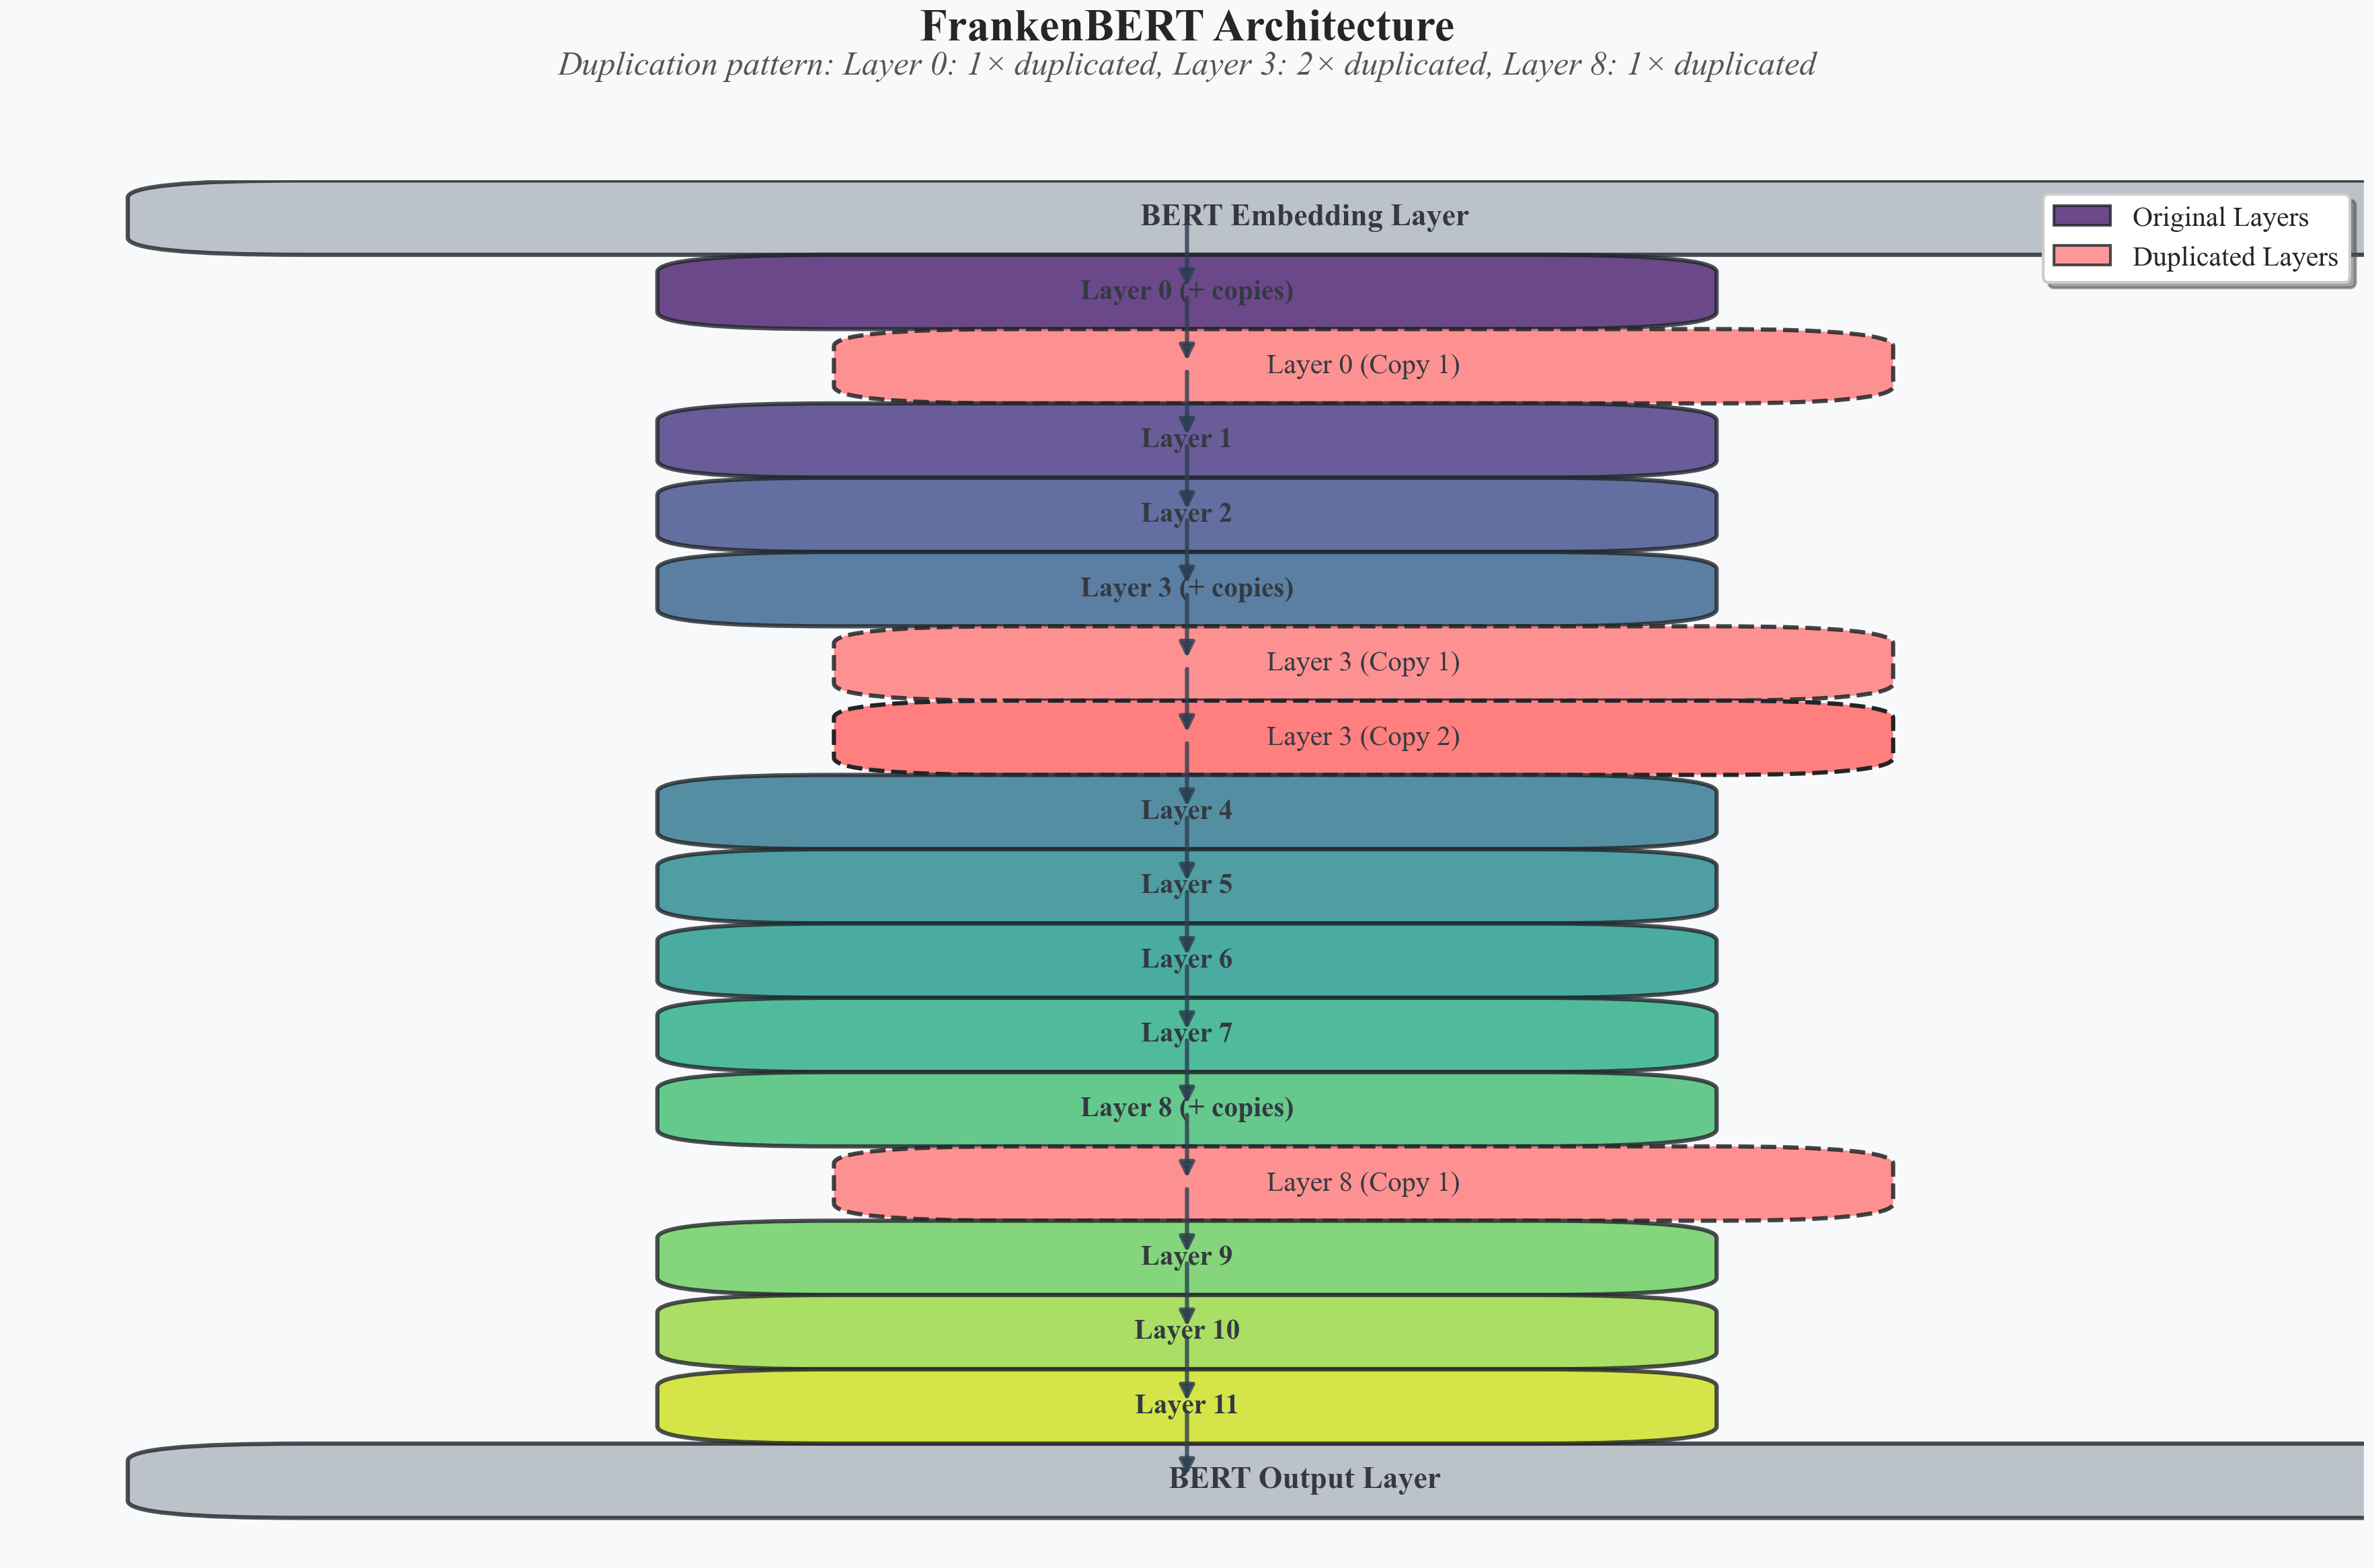 FrankenBERT Architecture
Duplication pattern: Layer 0: 1× duplicated, Layer 3: 2× duplicated, Layer 8: 1× duplicated
BERT Embedding Layer
Original Layers
Duplicated Layers
Layer 0 (+ copies)
Layer 0 (Copy 1)
Layer 1
Layer 2
Layer 3 (+ copies)
Layer 3 (Copy 1)
Layer 3 (Copy 2)
Layer 4
Layer 5
Layer 6
Layer 7
Layer 8 (+ copies)
Layer 8 (Copy 1)
Layer 9
Layer 10
Layer 11
BERT Output Layer